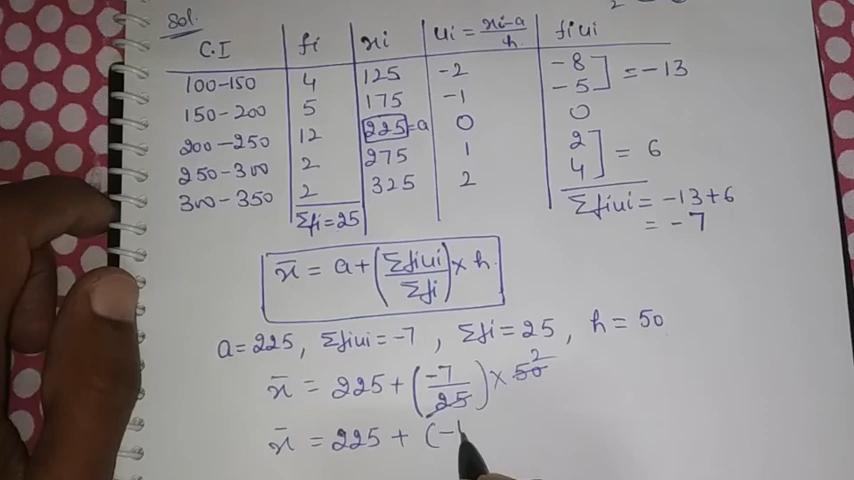 Sol.
C.I fi xi ui = xi-a/h fiui
100-150 4 125 -2 -8
150-200 5 175 -1 -5 ] = -13
200-250 12 225=a 0 0
250-300 2 275 1 2
300-350 2 325 2 4 ] = 6
Σfi=25 Σfiui = -13+6
= -7
x̄ = a+(Σfiui/Σfi)×h
a=225, Σfiui=-7, Σfi=25, h=50
x̄ = 225+(-7/25)×50 2
x̄ = 225+(-1